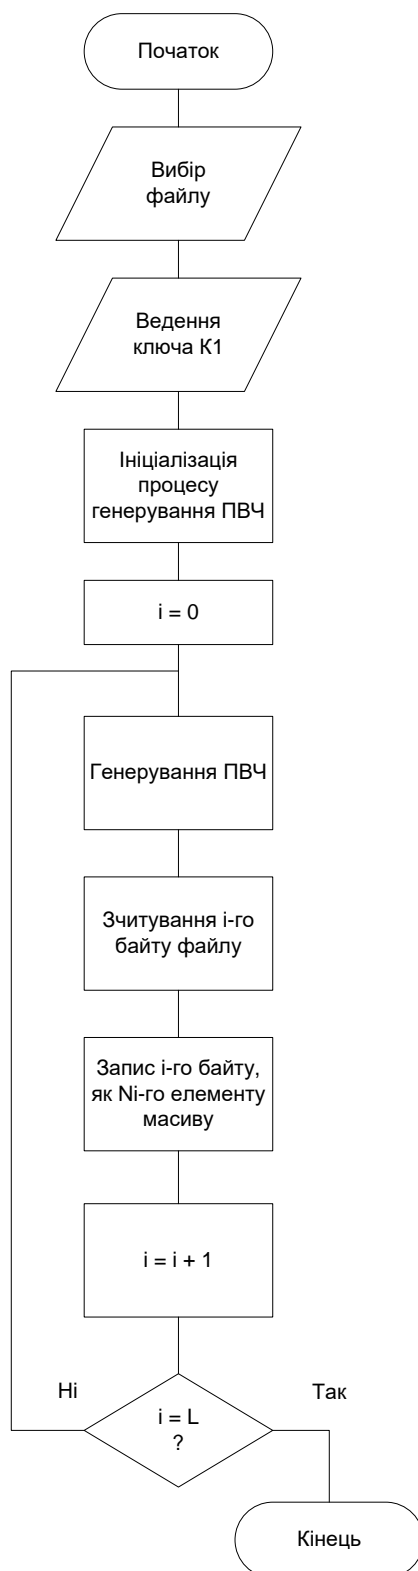 Початок
Вибір
файлу
Ведення
ключа К1
Ініціалізація
процесу
генерування ПВЧ
i = 0
Генерування ПВЧ
Зчитування і-го
байту файлу
Запис і-го байту,
як Ni-го елементу
масиву
i = i + 1
Ні
i = L
?
Так
Кінець